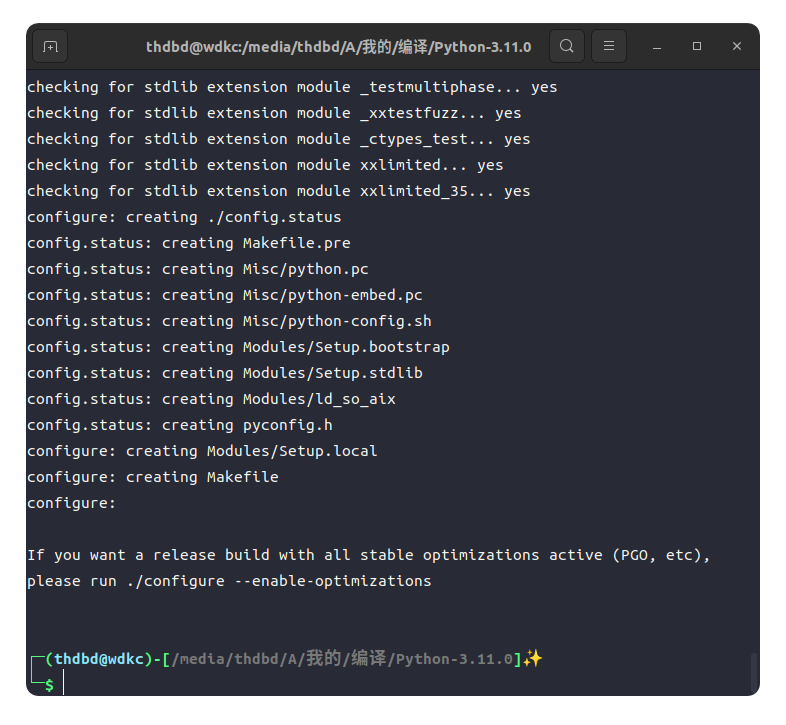 thdbd@wdkc:/media/thdbd/A/我的/编译/Python-3.11.0
checking for stdlib extension module _testmultiphase... yes
checking for stdlib extension module _xxtestfuzz... yes
checking for stdlib extension module _ctypes_test... yes
checking for stdlib extension module xxlimited... yes
checking for stdlib extension module xxlimited_35... yes
configure: creating ./config.status
config.status: creating Makefile.pre
config.status: creating Misc/python.pc
config.status: creating Misc/python-embed.pc
config.status: creating Misc/python-config.sh
config.status: creating Modules/Setup.bootstrap
config.status: creating Modules/Setup.stdlib
config.status: creating Modules/ld_so_aix
config.status: creating pyconfig.h
configure: creating Modules/Setup.local
configure: creating Makefile
configure:
If you want a release build with all stable optimizations active (PGO, etc),
please run ./configure --enable-optimizations
┌─(thdbd@wdkc)-[/media/thdbd/A/我的/编译/Python-3.11.0]✨
└─$